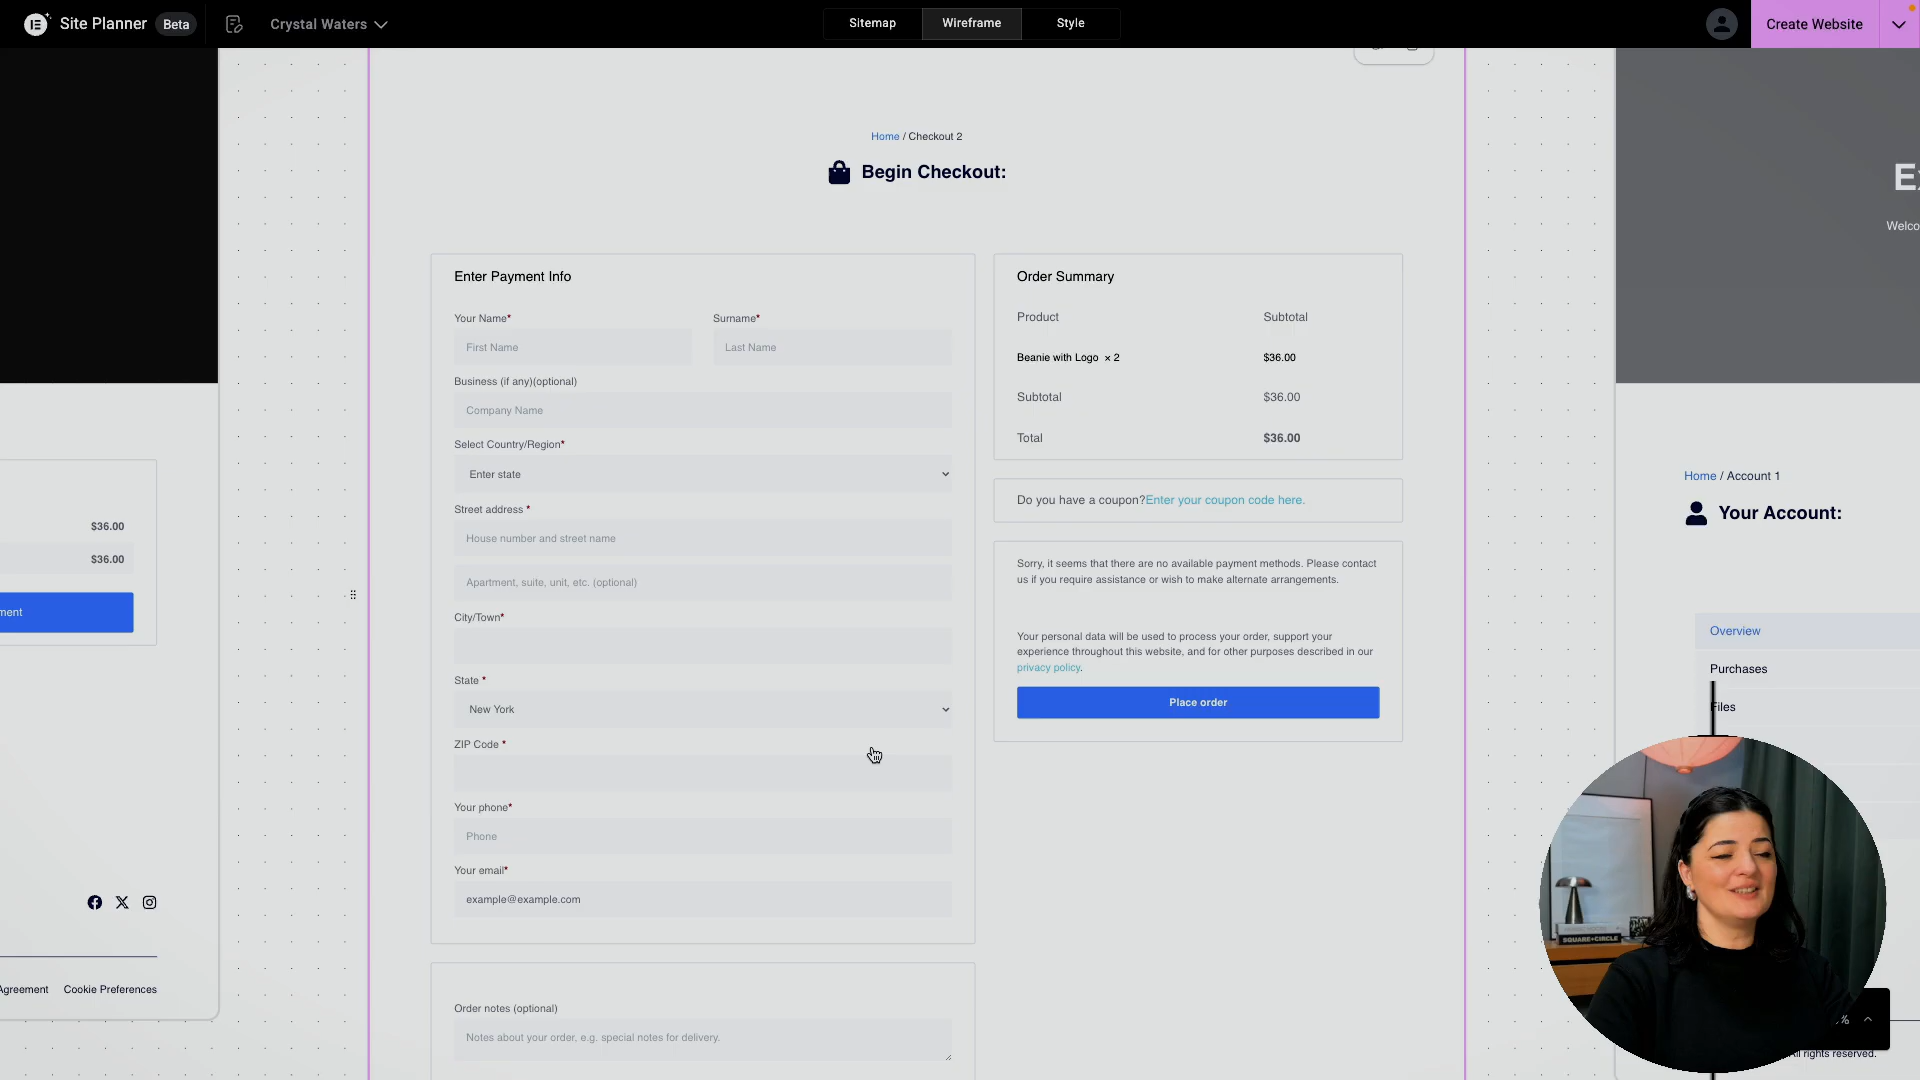 Site Planner Beta
Crystal Waters
Sitemap
Wireframe
Style
Create Website
$36.00
$36.00
Agreement
Cookie Preferences
Home / Checkout 2
Begin Checkout:
Enter Payment Info
Your Name*
Surname*
First Name
Last Name
Business (if any)(optional)
Company Name
Select Country/Region*
Enter state
Street address *
House number and street name
Apartment, suite, unit, etc. (optional)
City/Town*
State *
New York
ZIP Code *
Your phone*
Phone
Your email*
example@example.com
Order notes (optional)
Notes about your order, e.g. special notes for delivery.
Order Summary
Product
Subtotal
Beanie with Logo × 2
$36.00
Subtotal
$36.00
Total
$36.00
Do you have a coupon?Enter your coupon code here.
Sorry, it seems that there are no available payment methods. Please contact
us if you require assistance or wish to make alternate arrangements.
Your personal data will be used to process your order, support your
experience throughout this website, and for other purposes described in our
privacy policy.
Place order
Home / Account 1
Your Account:
Overview
Purchases
Files
SQUARE+CIRCLE
All rights reserved.